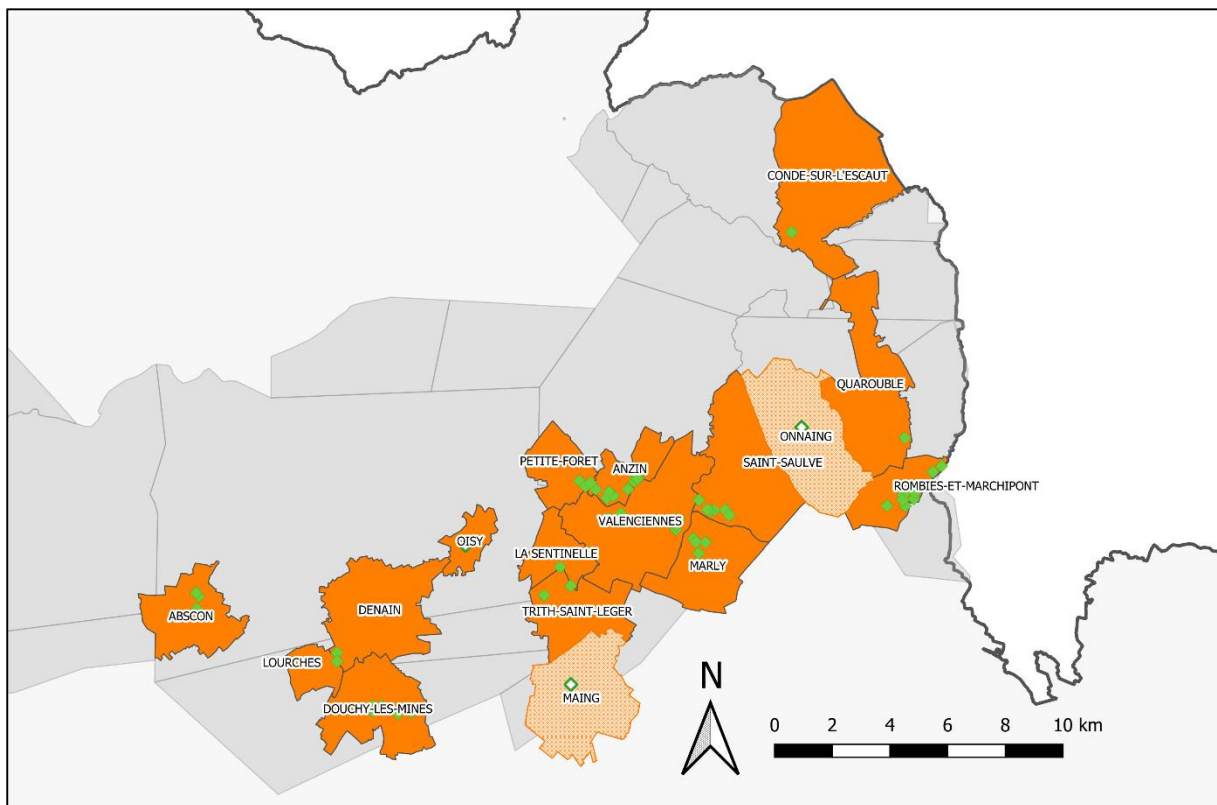 CONDE-SUR-L'ESCAUT
QUAROUBLE
ONNAING
PETITE-FORET
ANZIN
SAINT-SAULVE
ROMBIES-ET-MARCHIPONT
VALENCIENNES
OISY
LA SENTINELLE
MARLY
ABSCON
DENAIN
TRITH-SAINT-LEGER
LOURCHES
MAING
DOUCHY-LES-MINES
N
0 2 4 6 8 10 km